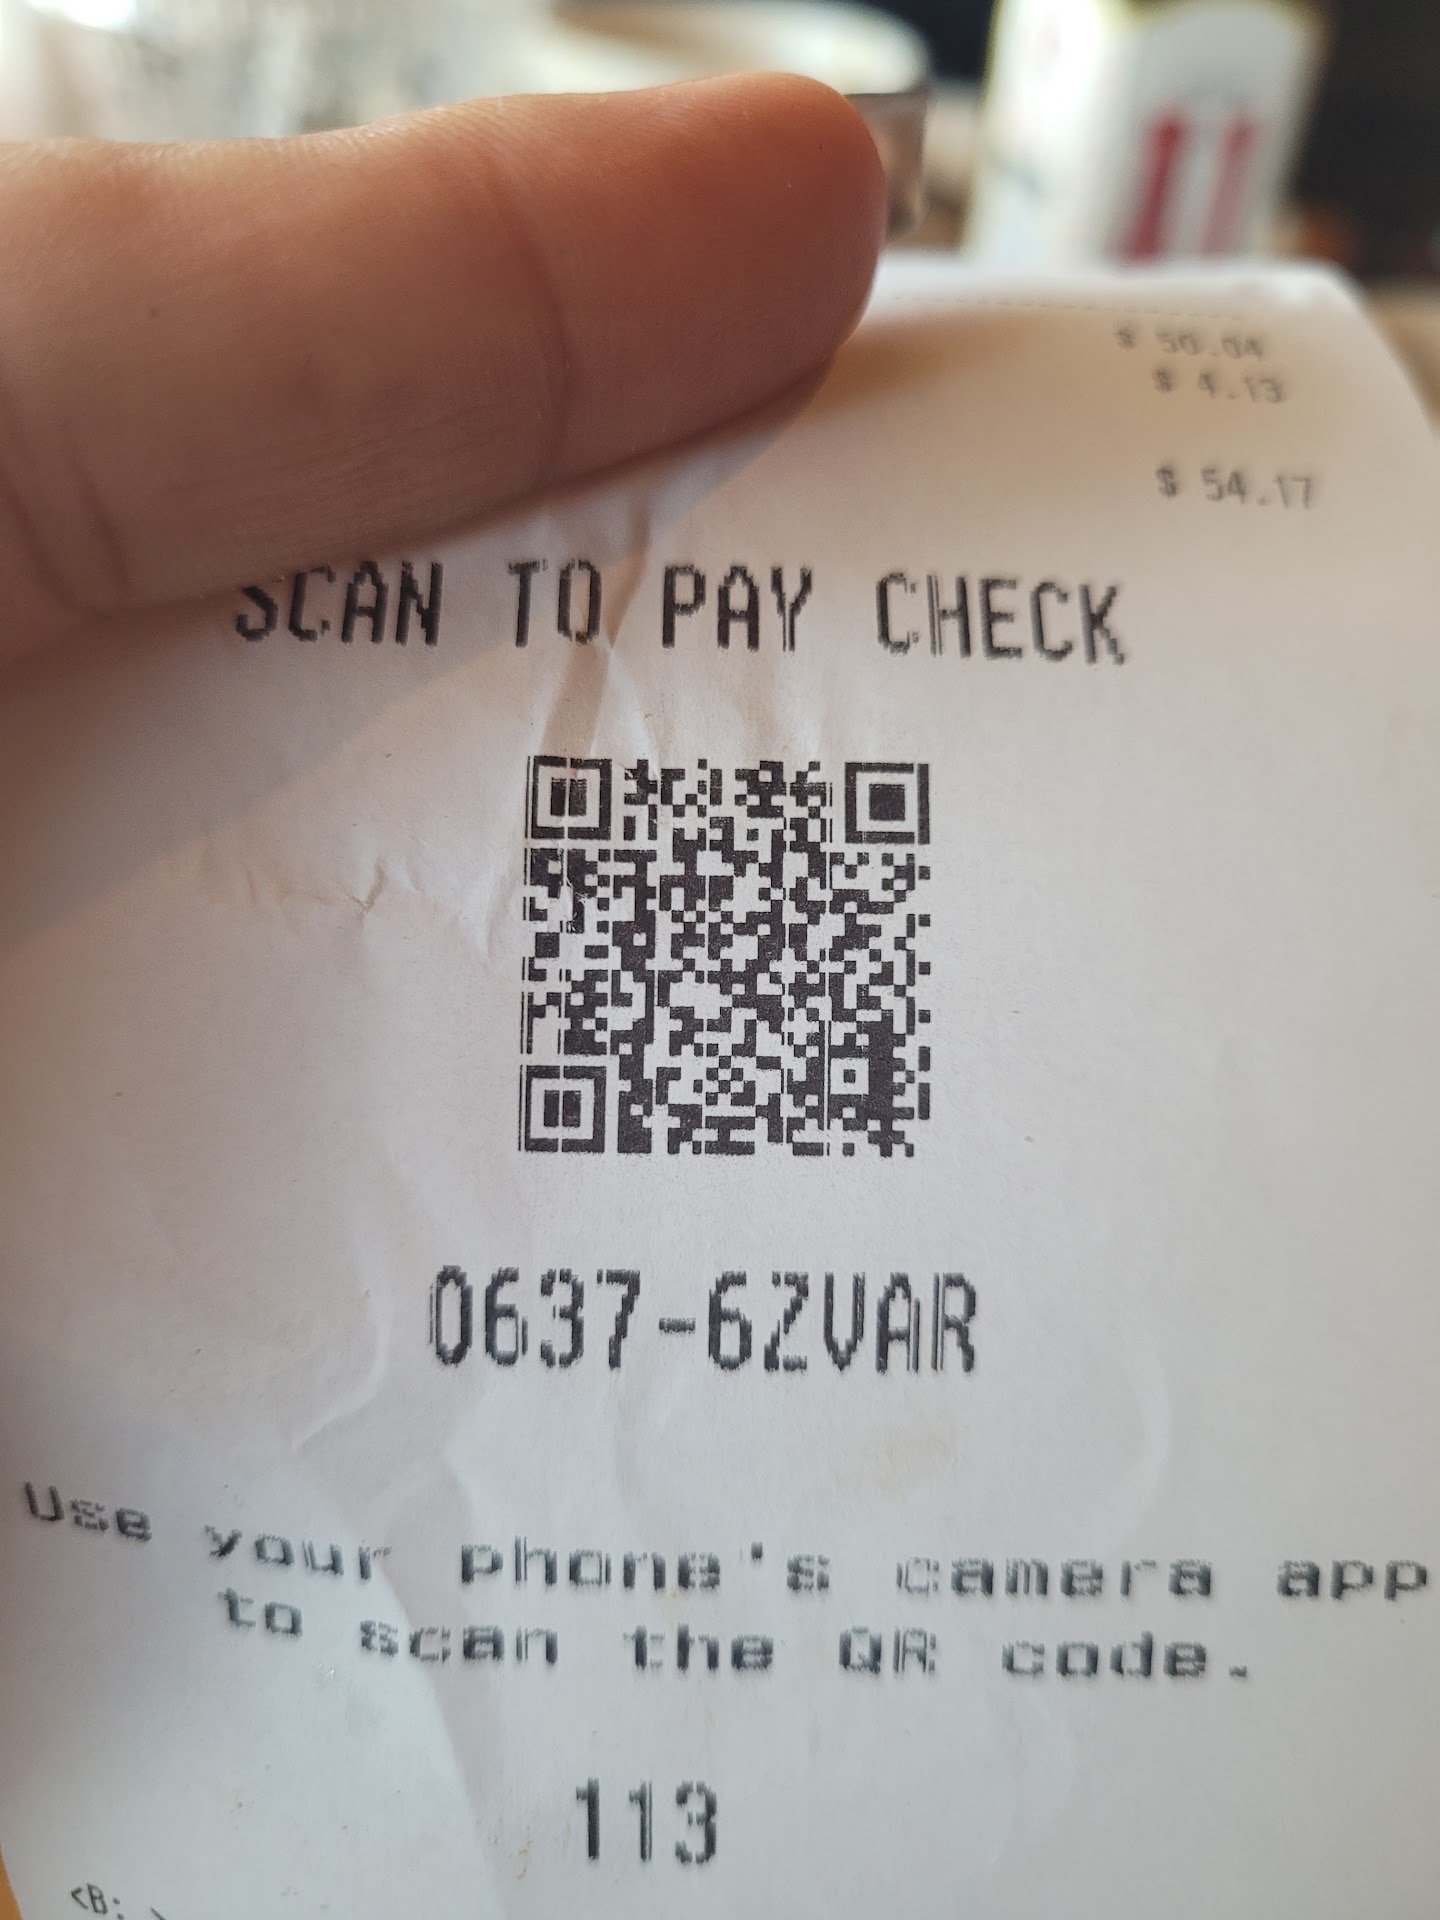 $ 50.04
$ 4.13
$ 54.17
SCAN TO PAY CHECK
0637-6ZVAR
Use your phone's camera app
to scan the QR code.
113
<B: